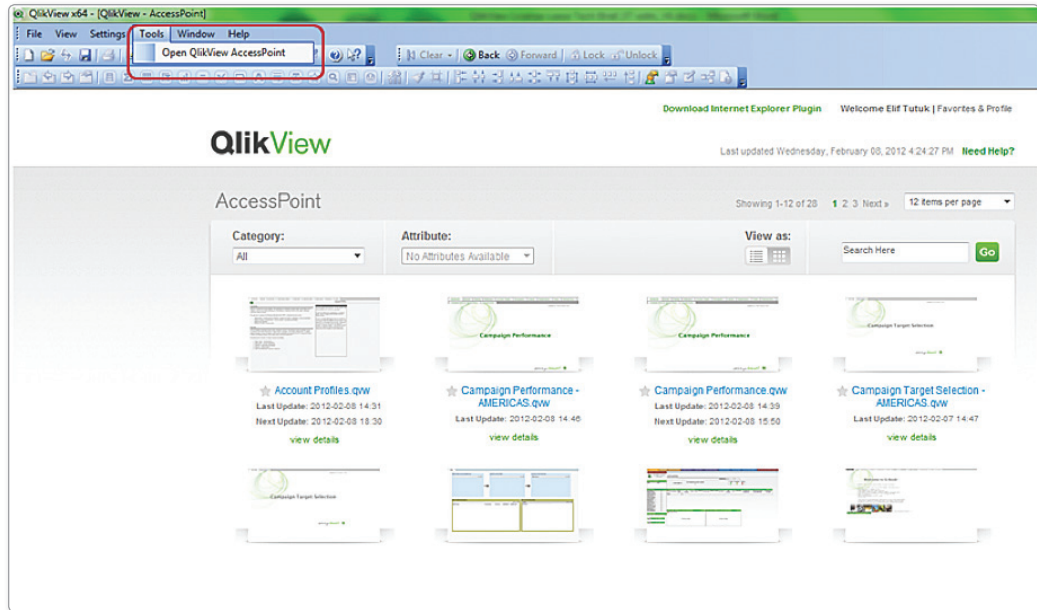 QlikView x64 - [QlikView - AccessPoint]
File View Settings Tools Window Help
Open QlikView AccessPoint
Clear Back Forward Lock Unlock
Download Internet Explorer Plugin Welcome Elif Tutuk | Favorites & Profile
QlikView
Last updated Wednesday, February 08, 2012 4:24:27 PM Need Help?
AccessPoint
Showing 1-12 of 28 1 2 3 Next » 12 items per page
Category: Attribute: View as:
All No Attributes Available Search Here Go
Campaign Performance Campaign Performance Campaign Target Selection
Account Profiles.qvw Campaign Performance - Campaign Performance.qvw Campaign Target Selection -
AMERICAS.qvw AMERICAS.qvw
Last Update: 2012-02-08 14:31 Last Update: 2012-02-08 14:46 Last Update: 2012-02-08 14:39 Last Update: 2012-02-07 14:47
Next Update: 2012-02-08 18:30 Next Update: 2012-02-08 15:50
view details view details view details view details
Campaign Target Selection